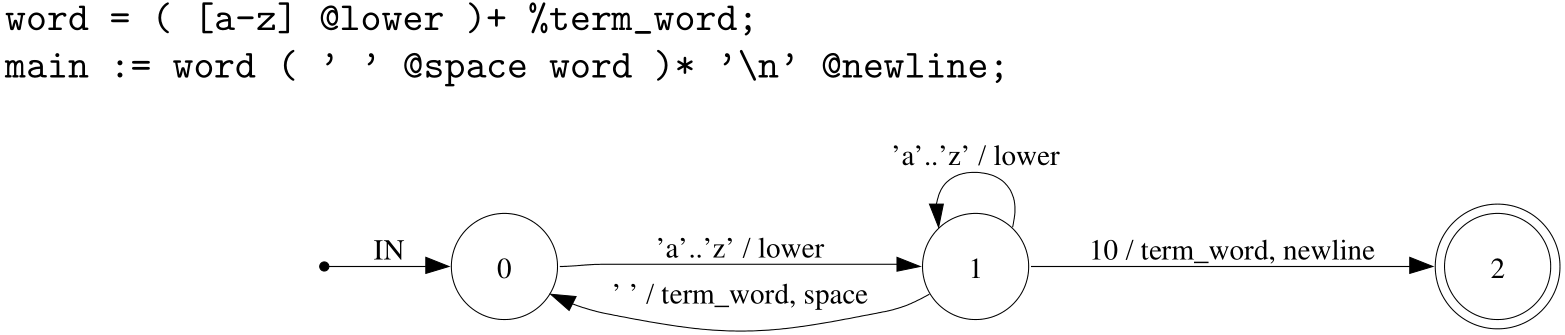 word = ( [a-z] @lower )+ %term_word;
main := word ( ’ ’ @space word )* ’\n’ @newline;
’a’..’z’ / lower
IN
0
’a’..’z’ / lower
1
10 / term_word, newline
2
’ ’ / term_word, space